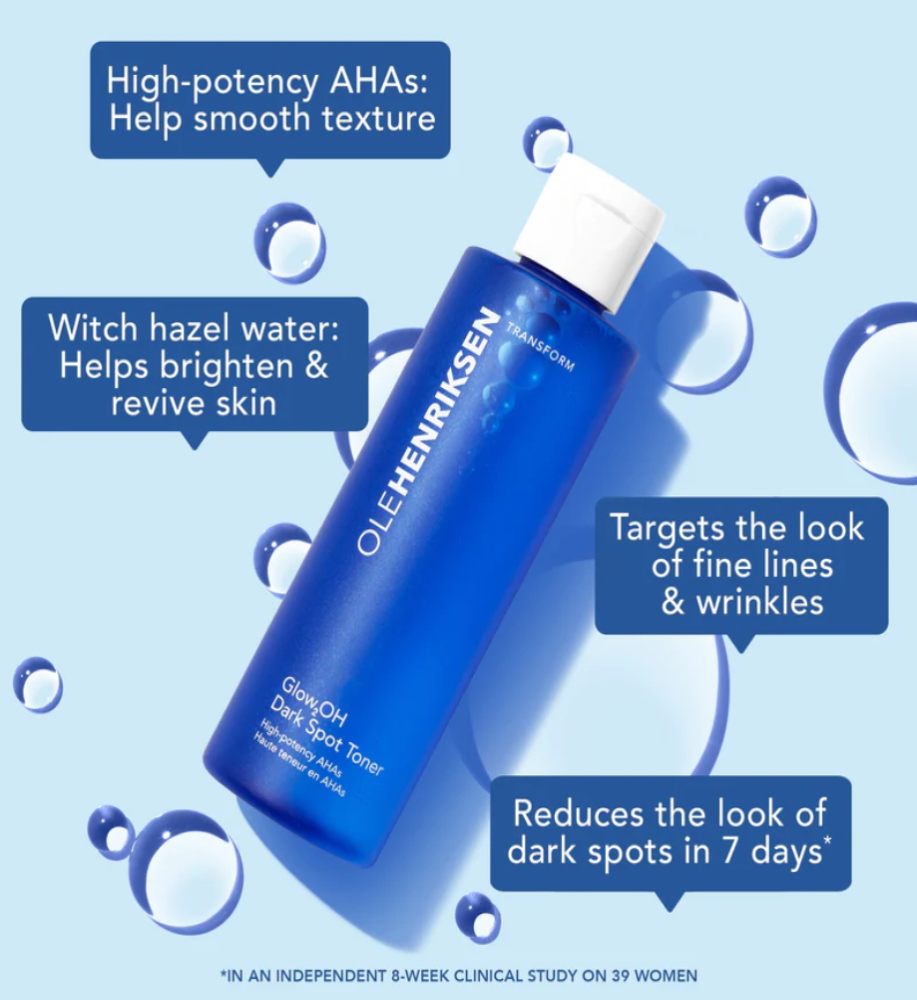 High-potency AHAs:
Help smooth texture
Witch hazel water:
Helps brighten &
revive skin
OLEHENRIKSEN
TRANSFORM
Targets the look
of fine lines
& wrinkles
Glow₂OH
Dark Spot Toner
High-potency AHAs
Haute teneur en AHAs
Reduces the look of
dark spots in 7 days*
*IN AN INDEPENDENT 8-WEEK CLINICAL STUDY ON 39 WOMEN